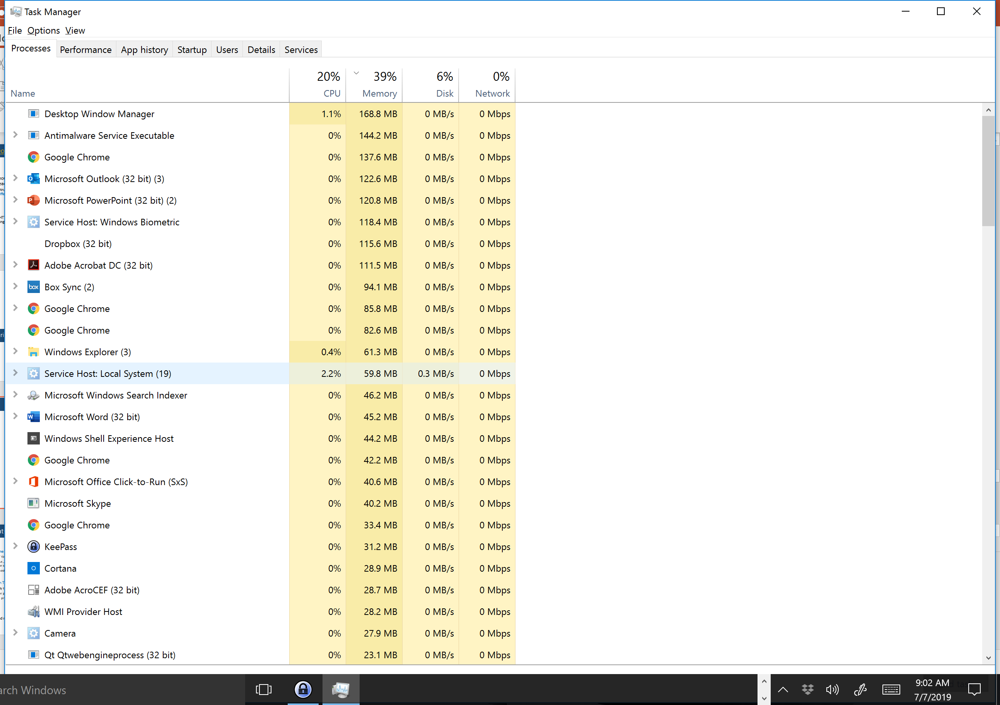 Task Manager
File Options View
Processes Performance App history Startup Users Details Services
20% 39% 6% 0%
Name CPU Memory Disk Network
Desktop Window Manager 1.1% 168.8 MB 0 MB/s 0 Mbps
Antimalware Service Executable 0% 144.2 MB 0 MB/s 0 Mbps
Google Chrome 0% 137.6 MB 0 MB/s 0 Mbps
Microsoft Outlook (32 bit) (3) 0% 122.6 MB 0 MB/s 0 Mbps
Microsoft PowerPoint (32 bit) (2) 0% 120.8 MB 0 MB/s 0 Mbps
Service Host: Windows Biometric 0% 118.4 MB 0 MB/s 0 Mbps
Dropbox (32 bit) 0% 115.6 MB 0 MB/s 0 Mbps
Adobe Acrobat DC (32 bit) 0% 111.5 MB 0 MB/s 0 Mbps
box Box Sync (2) 0% 94.1 MB 0 MB/s 0 Mbps
Google Chrome 0% 85.8 MB 0 MB/s 0 Mbps
Google Chrome 0% 82.6 MB 0 MB/s 0 Mbps
Windows Explorer (3) 0.4% 61.3 MB 0 MB/s 0 Mbps
Service Host: Local System (19) 2.2% 59.8 MB 0.3 MB/s 0 Mbps
Microsoft Windows Search Indexer 0% 46.2 MB 0 MB/s 0 Mbps
Microsoft Word (32 bit) 0% 45.2 MB 0 MB/s 0 Mbps
Windows Shell Experience Host 0% 44.2 MB 0 MB/s 0 Mbps
Google Chrome 0% 42.2 MB 0 MB/s 0 Mbps
Microsoft Office Click-to-Run (SxS) 0% 40.6 MB 0 MB/s 0 Mbps
Microsoft Skype 0% 40.2 MB 0 MB/s 0 Mbps
Google Chrome 0% 33.4 MB 0 MB/s 0 Mbps
KeePass 0% 31.2 MB 0 MB/s 0 Mbps
Cortana 0% 28.9 MB 0 MB/s 0 Mbps
Adobe AcroCEF (32 bit) 0% 28.7 MB 0 MB/s 0 Mbps
WMI Provider Host 0% 28.2 MB 0 MB/s 0 Mbps
Camera 0% 27.9 MB 0 MB/s 0 Mbps
Qt Qtwebengineprocess (32 bit) 0% 23.1 MB 0 MB/s 0 Mbps
arch Windows
9:02 AM
7/7/2019